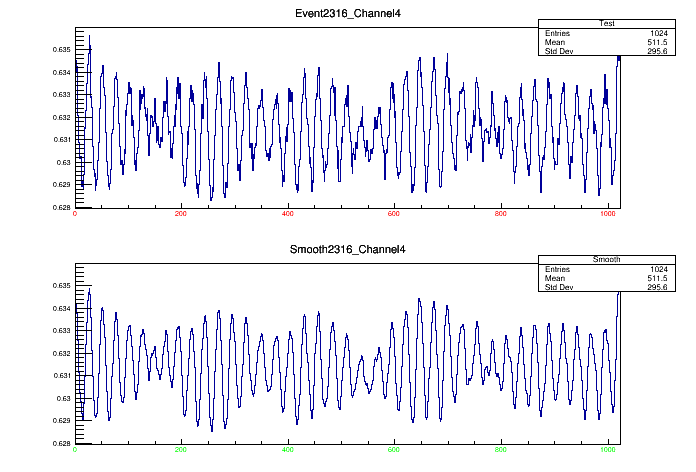 Event2316_Channel4
Test
Entries 1024
Mean 511.5
Std Dev 295.6
0.635
0.634
0.633
0.632
0.631
0.63
0.629
0.628
0 200 400 600 800 1000
Smooth2316_Channel4
Smooth
Entries 1024
Mean 511.5
Std Dev 295.6
0.635
0.634
0.633
0.632
0.631
0.63
0.629
0.628
0 200 400 600 800 1000